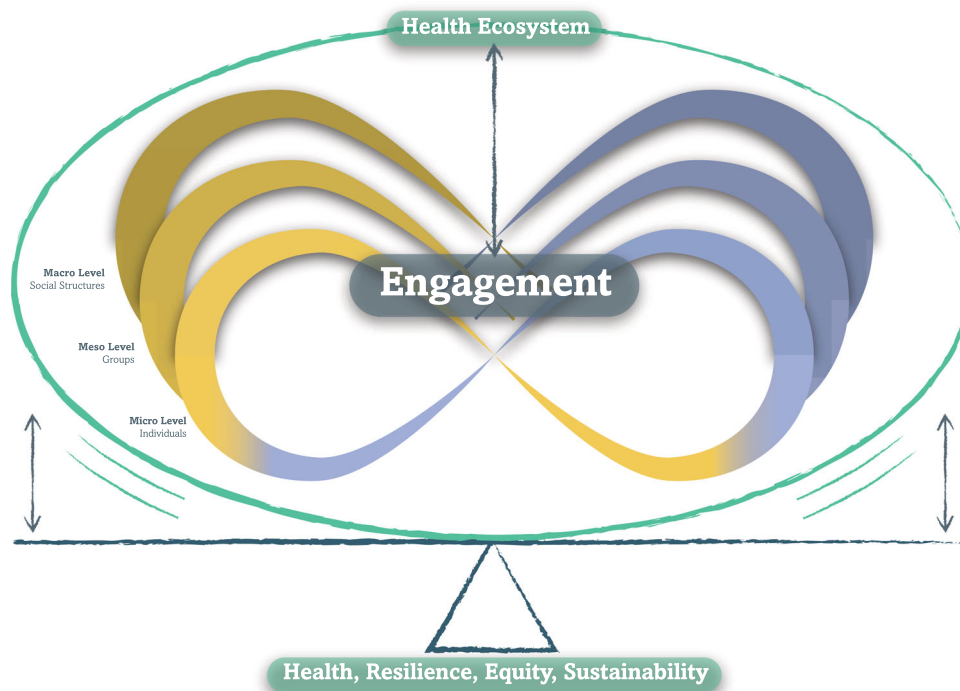 Health Ecosystem
Engagement
Macro Level
Social Structures
Meso Level
Groups
Micro Level
Individuals
Health, Resilience, Equity, Sustainability